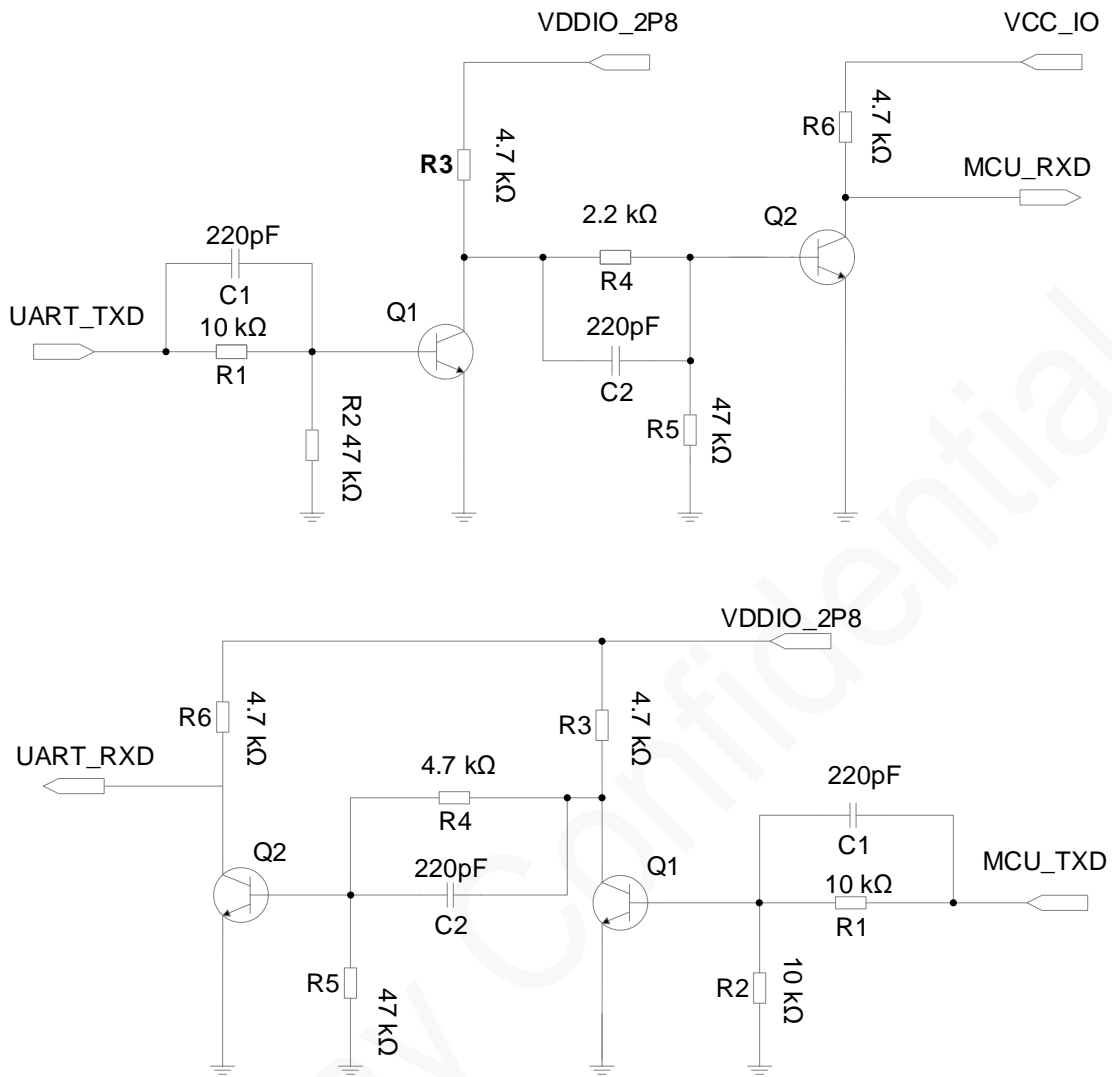 VDDIO_2P8
VCC_IO
4.7 kΩ
R3
R6
4.7 kΩ
MCU_RXD
2.2 kΩ
Q2
R4
220pF
C1
UART_TXD
10 kΩ
R1
Q1
220pF
C2
R2 47 kΩ
R5
47 kΩ
VDDIO_2P8
R6
4.7 kΩ
R3
4.7 kΩ
UART_RXD
4.7 kΩ
R4
220pF
C1
Q2
220pF
C2
Q1
MCU_TXD
10 kΩ
R1
R5
47 kΩ
R2
10 kΩ
Confidential